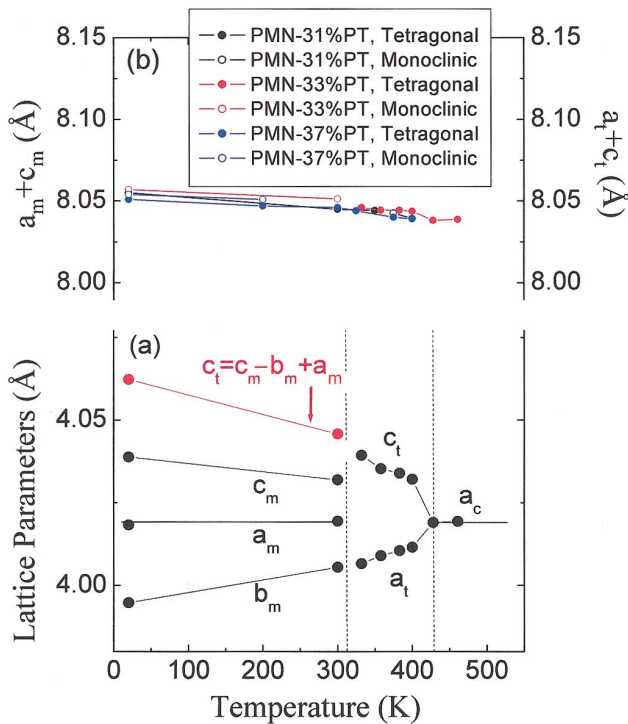 8.15
8.10
8.05
8.00
a_m+c_m (Å)
(b)
PMN-31%PT, Tetragonal
PMN-31%PT, Monoclinic
PMN-33%PT, Tetragonal
PMN-33%PT, Monoclinic
PMN-37%PT, Tetragonal
PMN-37%PT, Monoclinic
8.15
8.10
8.05
8.00
a_t+c_t (Å)
(a)
c_t=c_m–b_m+a_m
4.05
4.00
Lattice Parameters (Å)
c_t
c_m
a_c
a_m
a_t
b_m
0 100 200 300 400 500
Temperature (K)